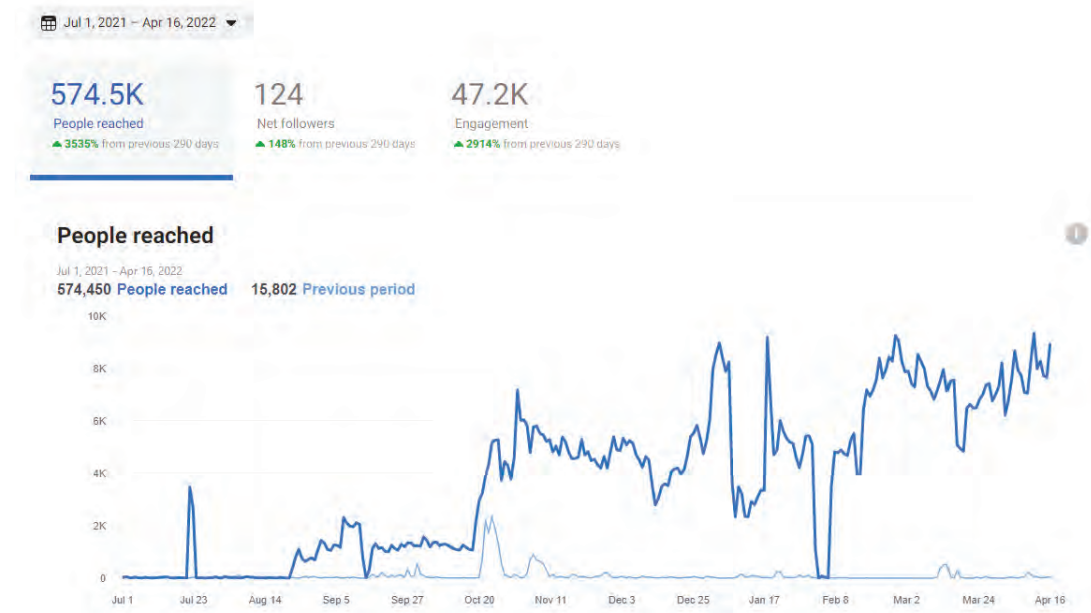 Jul 1, 2021 – Apr 16, 2022
574.5K
People reached
3535% from previous 290 days
124
Net followers
148% from previous 290 days
47.2K
Engagement
2914% from previous 290 days
People reached
Jul 1, 2021 – Apr 16, 2022
574,450 People reached 15,802 Previous period
10K
8K
6K
4K
2K
0
Jul 1 Jul 23 Aug 14 Sep 5 Sep 27 Oct 20 Nov 11 Dec 3 Dec 25 Jan 17 Feb 8 Mar 2 Mar 24 Apr 16